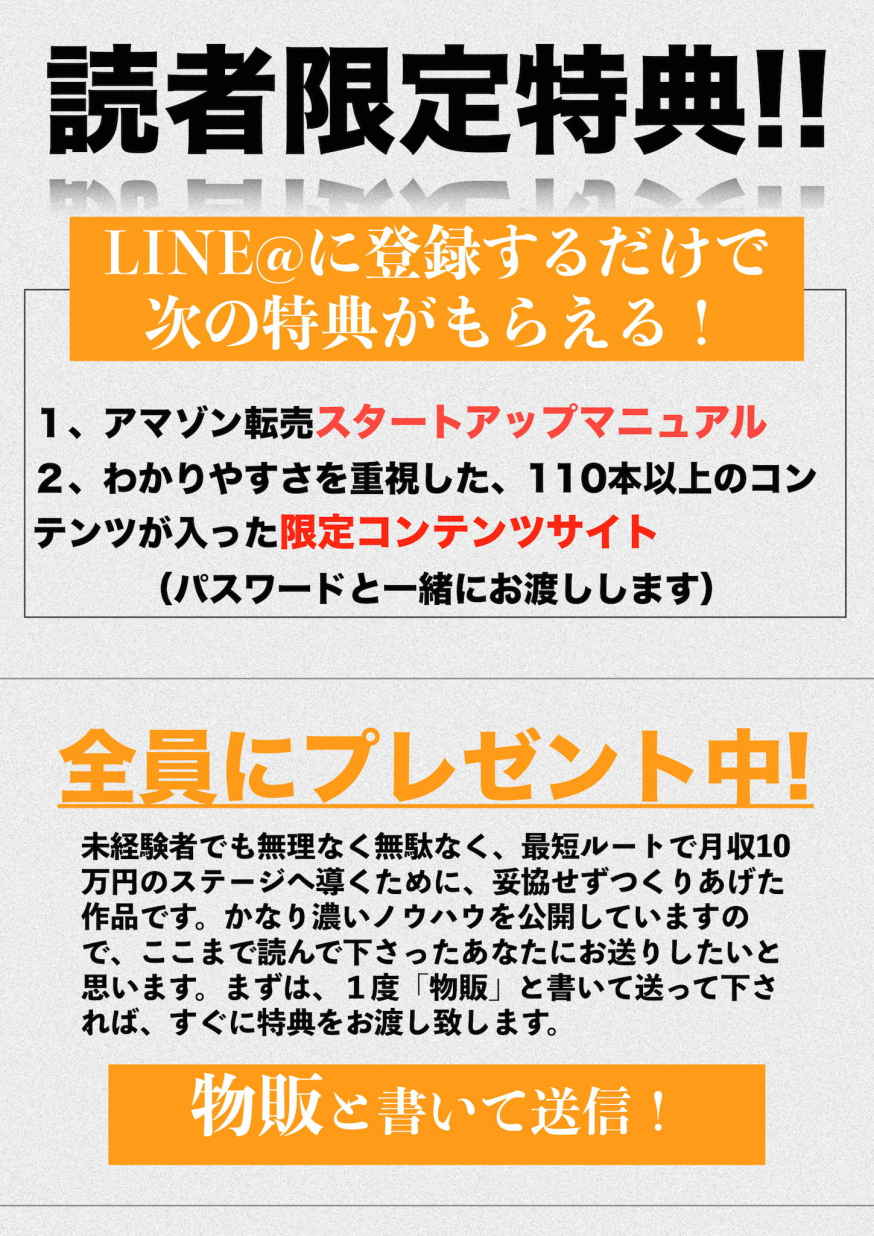 読者限定特典!!
LINE@に登録するだけで
次の特典がもらえる！
１、アマゾン転売スタートアップマニュアル
２、わかりやすさを重視した、110本以上のコン
テンツが入った限定コンテンツサイト
（パスワードと一緒にお渡しします）
全員にプレゼント中!
未経験者でも無理なく無駄なく、最短ルートで月収10
万円のステージへ導くために、妥協せずつくりあげた
作品です。かなり濃いノウハウを公開していますの
で、ここまで読んで下さったあなたにお送りしたいと
思います。まずは、１度「物販」と書いて送って下さ
れば、すぐに特典をお渡し致します。
物販と書いて送信！